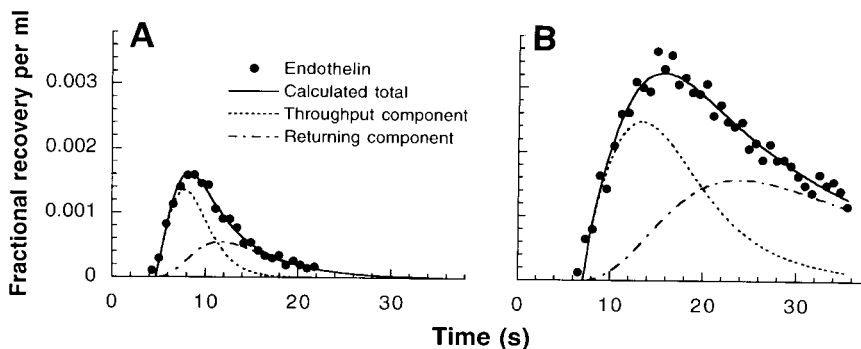 A
B
Fractional recovery per ml
0.003
0.002
0.001
0
Endothelin
Calculated total
Throughput component
Returning component
0 10 20 30
0 10 20 30
Time (s)